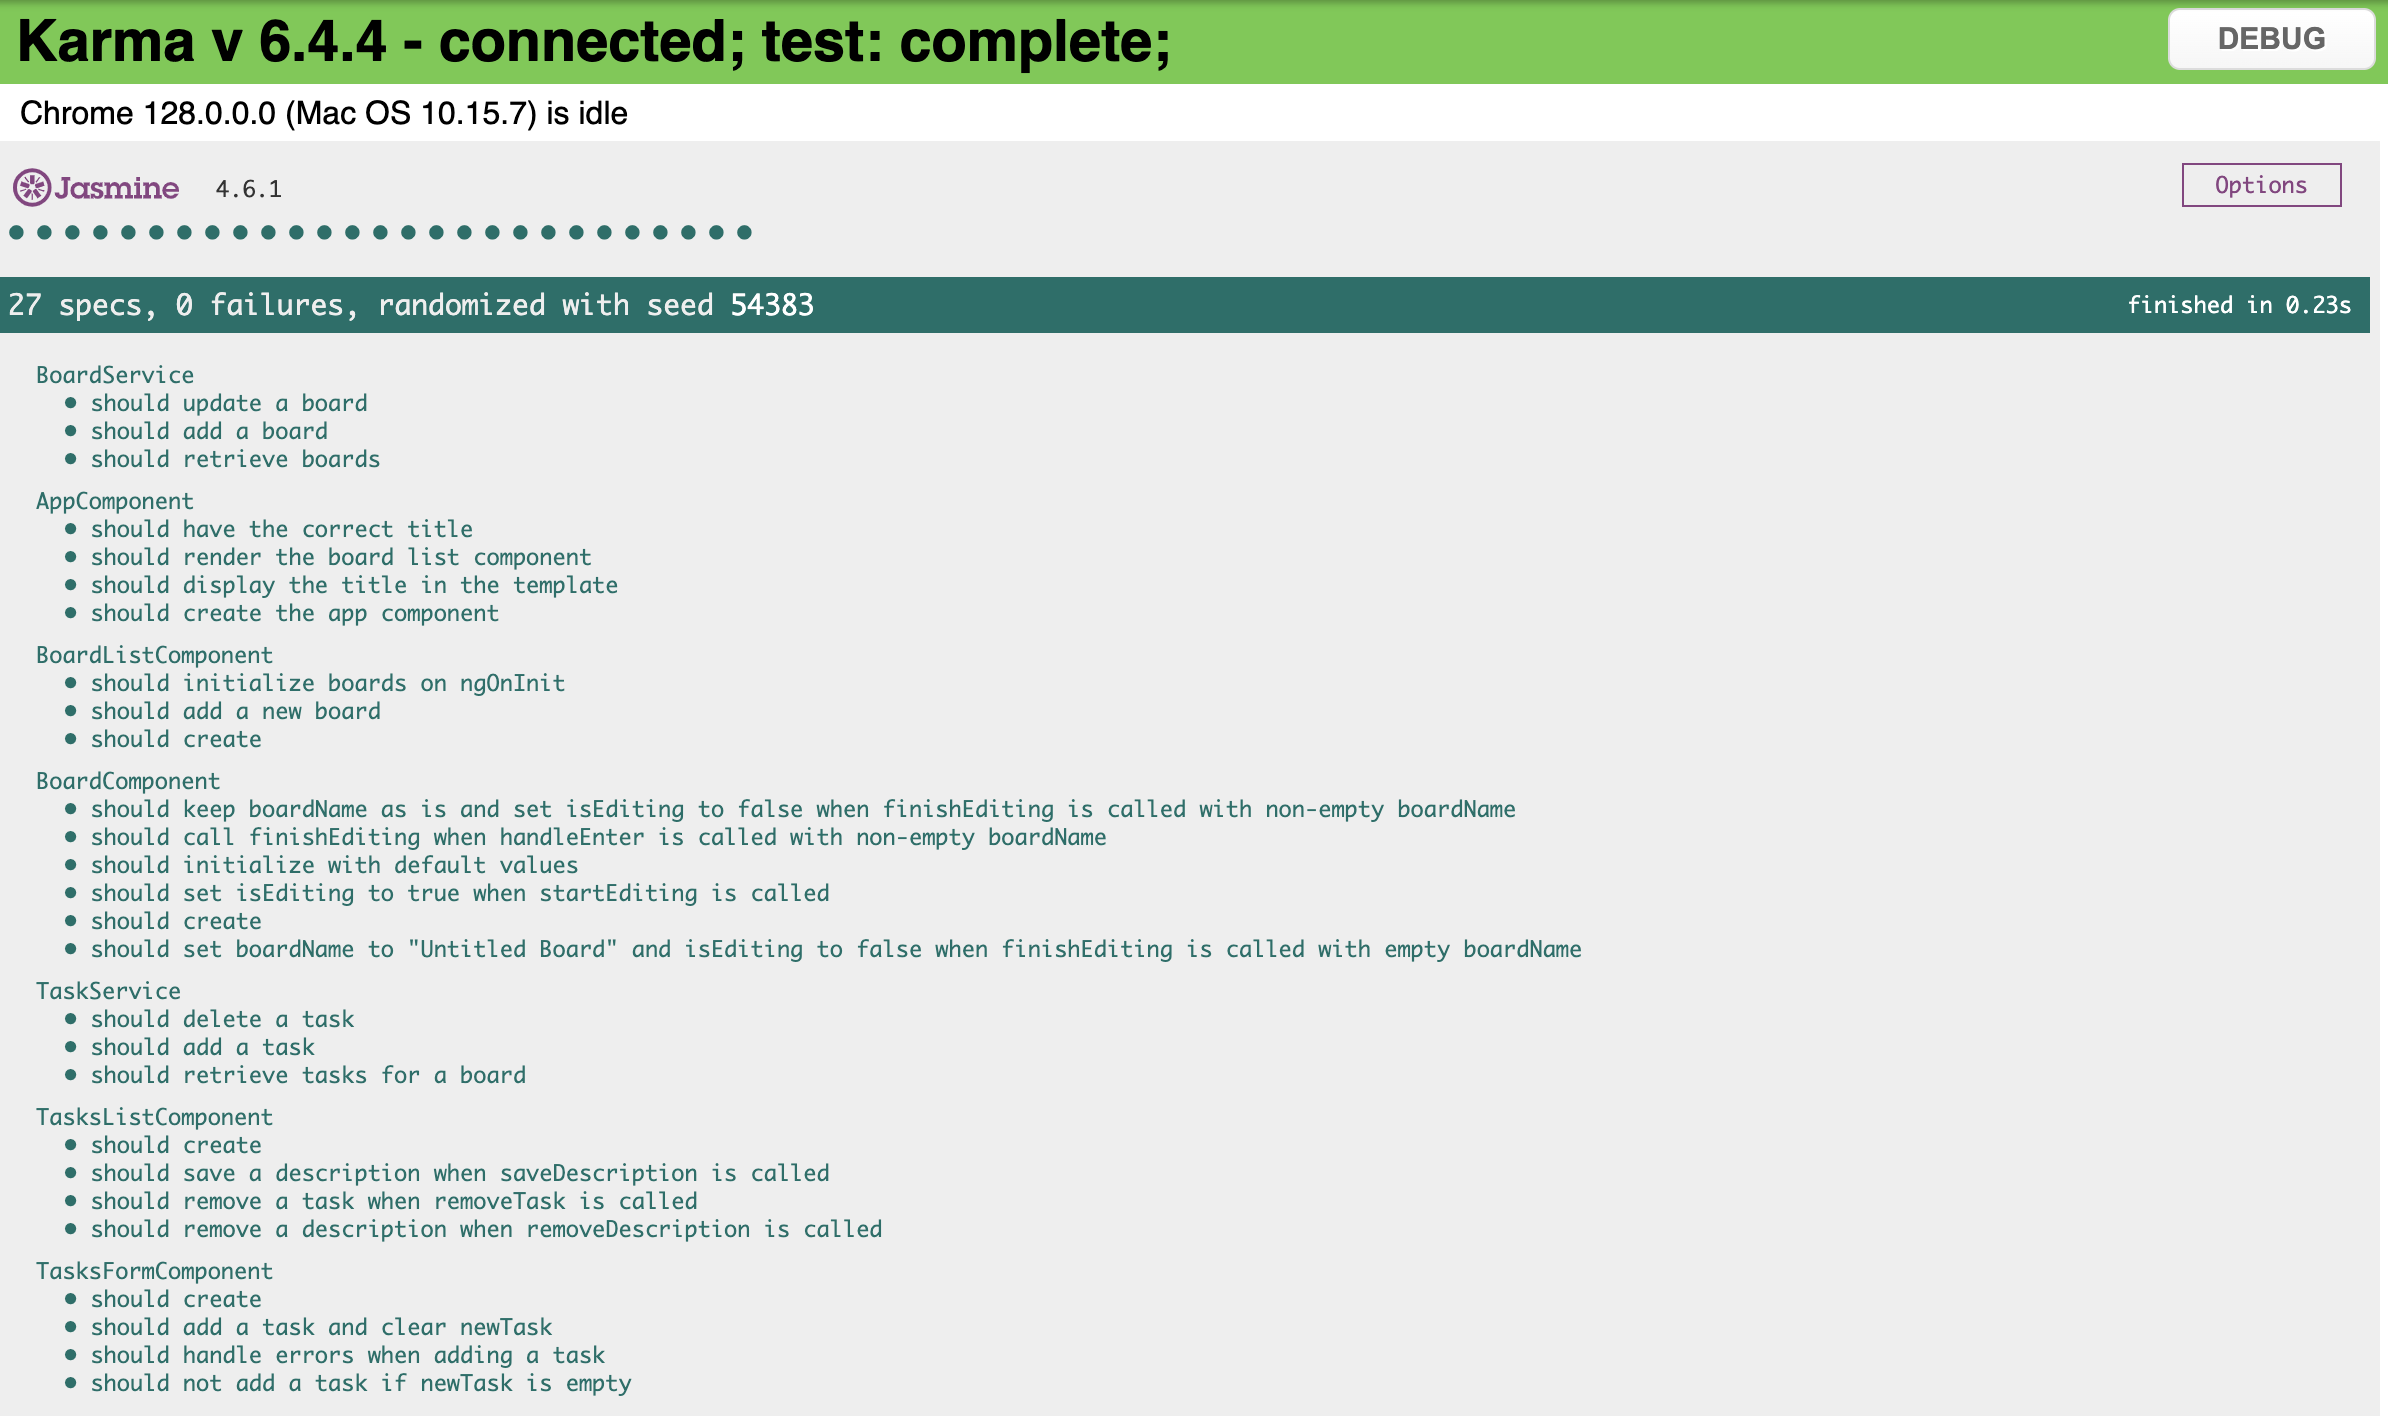 Karma v 6.4.4 - connected; test: complete;
DEBUG
Chrome 128.0.0.0 (Mac OS 10.15.7) is idle
Jasmine 4.6.1
Options
27 specs, 0 failures, randomized with seed 54383
finished in 0.23s
BoardService
• should update a board
• should add a board
• should retrieve boards
AppComponent
• should have the correct title
• should render the board list component
• should display the title in the template
• should create the app component
BoardListComponent
• should initialize boards on ngOnInit
• should add a new board
• should create
BoardComponent
• should keep boardName as is and set isEditing to false when finishEditing is called with non-empty boardName
• should call finishEditing when handleEnter is called with non-empty boardName
• should initialize with default values
• should set isEditing to true when startEditing is called
• should create
• should set boardName to "Untitled Board" and isEditing to false when finishEditing is called with empty boardName
TaskService
• should delete a task
• should add a task
• should retrieve tasks for a board
TasksListComponent
• should create
• should save a description when saveDescription is called
• should remove a task when removeTask is called
• should remove a description when removeDescription is called
TasksFormComponent
• should create
• should add a task and clear newTask
• should handle errors when adding a task
• should not add a task if newTask is empty